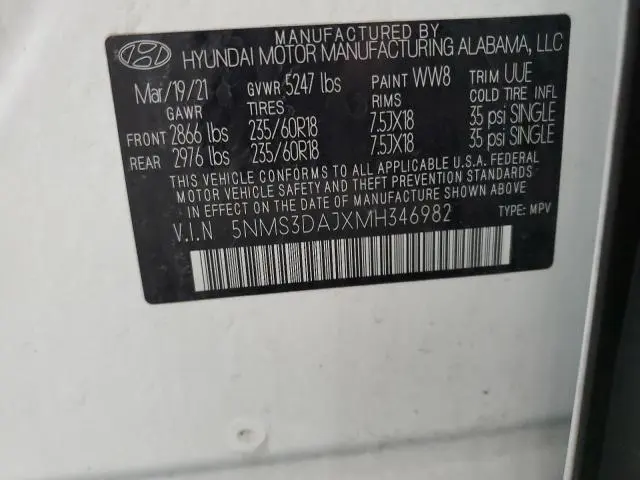 MANUFACTURED BY
HYUNDAI MOTOR MANUFACTURING ALABAMA, LLC
Mar/19/21 GVWR 5247 lbs PAINT WW8 TRIM UUE
GAWR TIRES RIMS COLD TIRE INFL
FRONT 2866 lbs 235/60R18 7.5JX18 35 psi SINGLE
REAR 2976 lbs 235/60R18 7.5JX18 35 psi SINGLE
THIS VEHICLE CONFORMS TO ALL APPLICABLE U.S.A. FEDERAL
MOTOR VEHICLE SAFETY AND THEFT PREVENTION STANDARDS
IN EFFECT ON THE DATE OF MANUFACTURE SHOWN ABOVE
V.I.N 5NMS3DAJXMH346982 TYPE: MPV